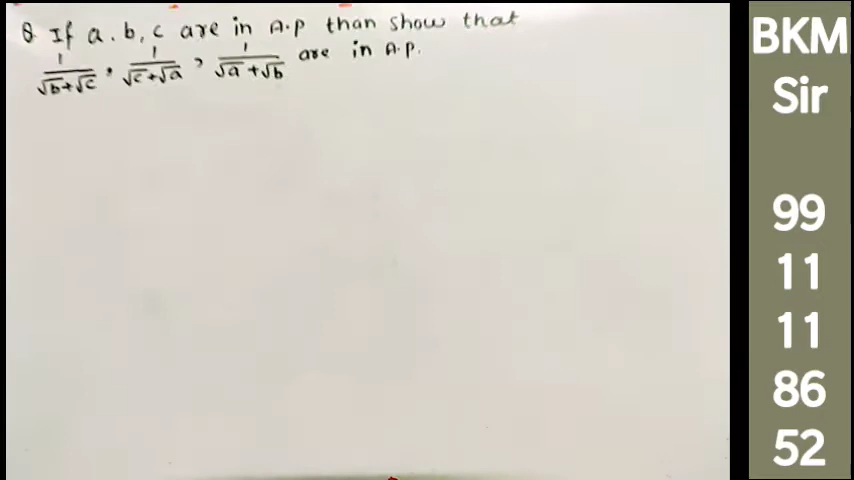 Q If a, b, c are in A.P than show that
1/(√b+√c), 1/(√c+√a), 1/(√a+√b) are in A.P.
BKM
Sir
99
11
11
86
52